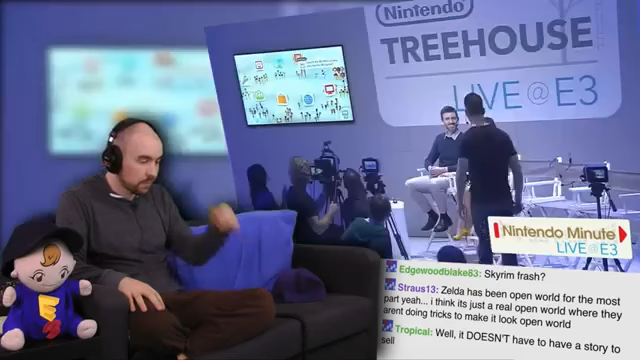 Nintendo
TREEHOUSE
LIVE@E3
Nintendo Minute
LIVE@E3
E3
Edgewoodblake63: Skyrim frash?
Straus13: Zelda has been open world for the most
part yeah... i think its just a real open world where they
arent doing tricks to make it look open world
Tropical: Well, it DOESN'T have to have a story to
sell